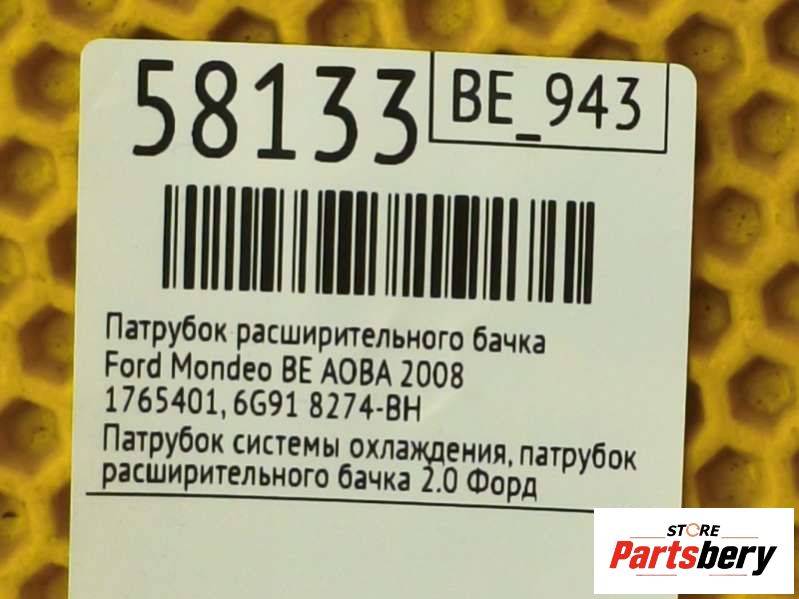 58133
BE_943
Патрубок расширительного бачка
Ford Mondeo BE AOBA 2008
1765401, 6G91 8274-BH
Патрубок системы охлаждения, патрубок
расширительного бачка 2.0 Форд
STORE
Partsbery